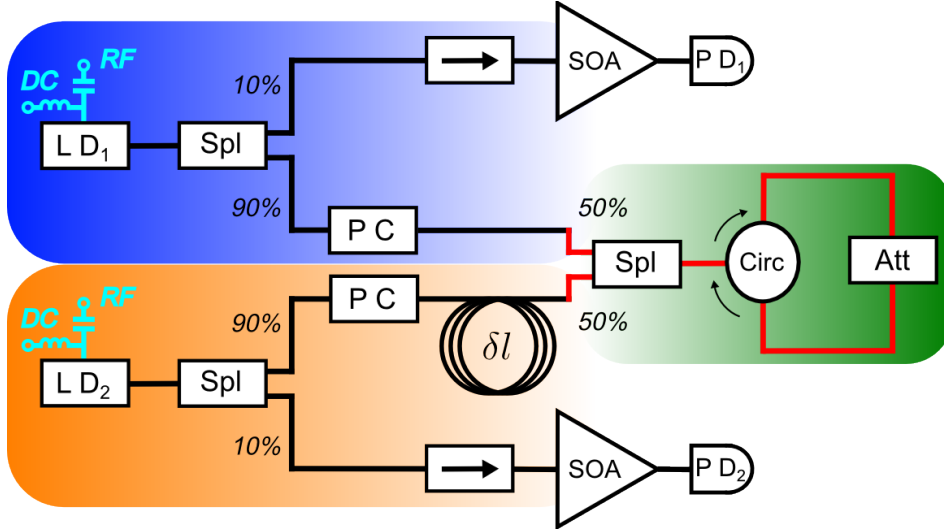 RF
DC
10%
SOA
P D₁
L D₁
Spl
90%
P C
50%
Spl
Circ
Att
RF
DC
P C
90%
50%
δl
L D₂
Spl
10%
SOA
P D₂